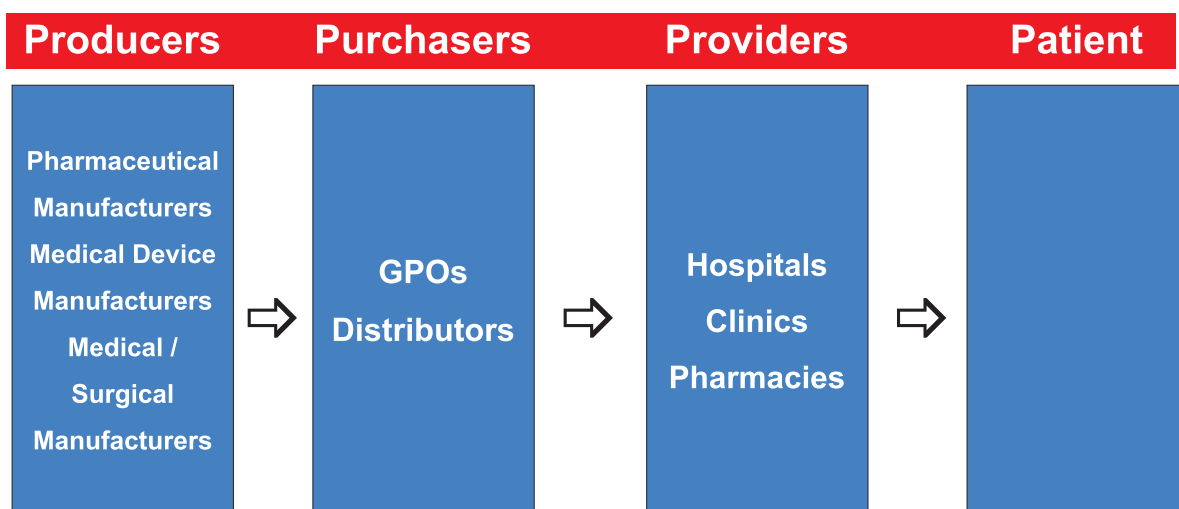 Producers
Purchasers
Providers
Patient
Pharmaceutical
Manufacturers
Medical Device
Manufacturers
Medical /
Surgical
Manufacturers
GPOs
Distributors
Hospitals
Clinics
Pharmacies